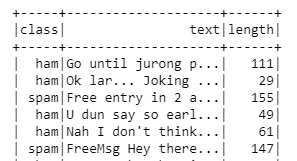 +-----+--------------------+------+
|class|                text|length|
+-----+--------------------+------+
|  ham|Go until jurong p...|   111|
|  ham|Ok lar... Joking ...|    29|
| spam|Free entry in 2 a...|   155|
|  ham|U dun say so earl...|    49|
|  ham|Nah I don't think...|    61|
| spam|FreeMsg Hey there...|   147|